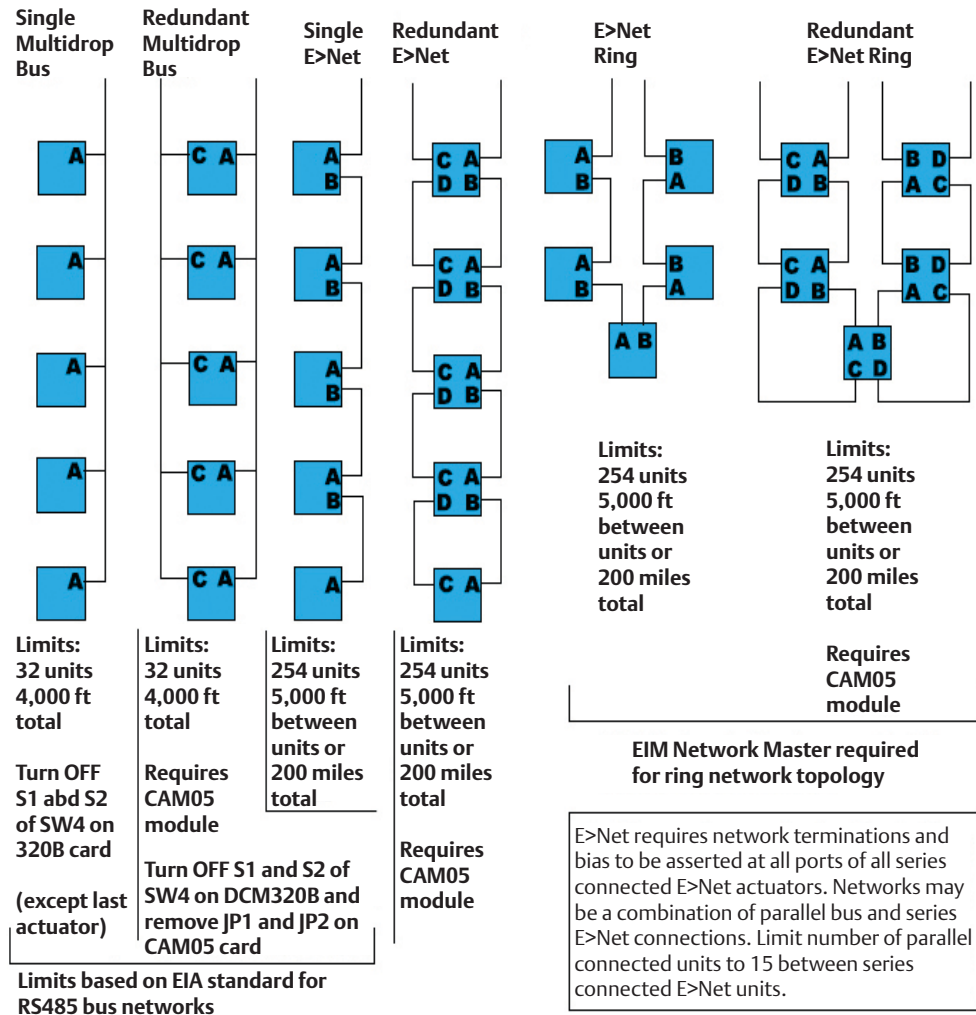 Single
Multidrop
Bus
Redundant
Multidrop
Bus
Single
E>Net
Redundant
E>Net
E>Net
Ring
Redundant
E>Net Ring
A
A
A
A
A
C A
C A
C A
C A
C A
A
B
A
B
A
B
A
B
A
C A
D B
C A
D B
C A
D B
C A
D B
C A
A
B
B
A
A
B
B
A
A B
C A
D B
B D
A C
C A
D B
B D
A C
A B
C D
Limits:
32 units
4,000 ft
total
Turn OFF
S1 abd S2
of SW4 on
320B card
(except last
actuator)
Limits:
32 units
4,000 ft
total
Requires
CAM05
module
Turn OFF S1 and S2 of
SW4 on DCM320B and
remove JP1 and JP2 on
CAM05 card
Limits based on EIA standard for
RS485 bus networks
Limits:
254 units
5,000 ft
between
units or
200 miles
total
Limits:
254 units
5,000 ft
between
units or
200 miles
total
Requires
CAM05
module
Limits:
254 units
5,000 ft
between
units or
200 miles
total
Limits:
254 units
5,000 ft
between
units or
200 miles
total
Requires
CAM05
module
EIM Network Master required
for ring network topology
E>Net requires network terminations and
bias to be asserted at all ports of all series
connected E>Net actuators. Networks may
be a combination of parallel bus and series
E>Net connections. Limit number of parallel
connected units to 15 between series
connected E>Net units.